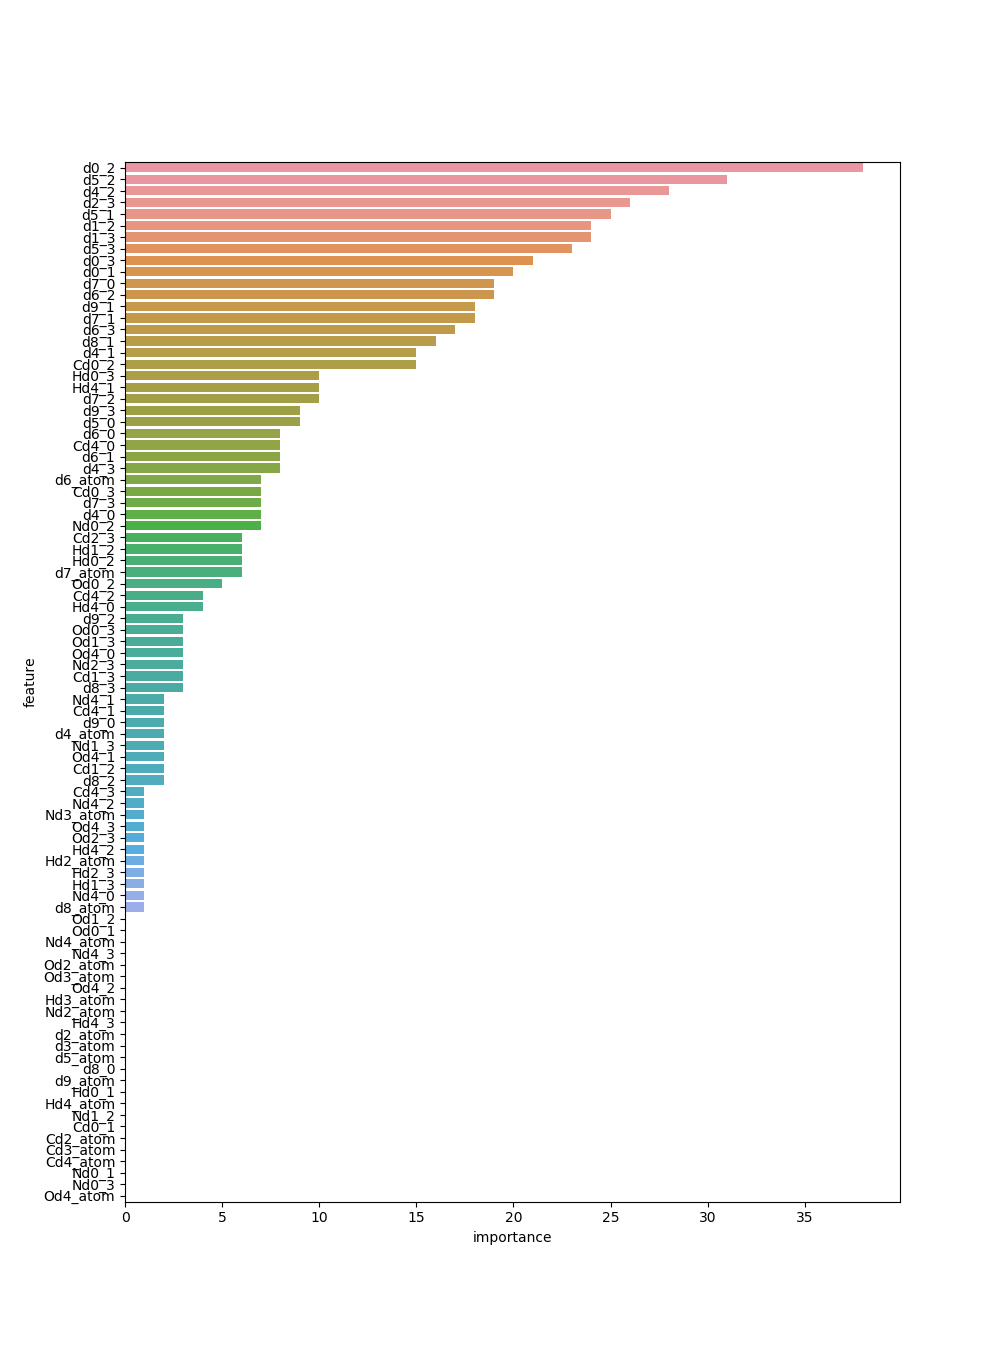 d0_2
d5_2
d4_2
d2_3
d5_1
d1_2
d1_3
d5_3
d0_3
d0_1
d7_0
d6_2
d9_1
d7_1
d6_3
d8_1
d4_1
Cd0_2
Hd0_3
Hd4_1
d7_2
d9_3
d5_0
d6_0
Cd4_0
d6_1
d4_3
d6_atom
Cd0_3
d7_3
d4_0
Nd0_2
Cd2_3
Hd1_2
Hd0_2
d7_atom
Od0_2
Cd4_2
Hd4_0
d9_2
Od0_3
Od1_3
Od4_0
Nd2_3
Cd1_3
d8_3
Nd4_1
Cd4_1
d9_0
d4_atom
Nd1_3
Od4_1
Cd1_2
d8_2
Cd4_3
Nd4_2
Nd3_atom
Od4_3
Od2_3
Hd4_2
Hd2_atom
Hd2_3
Hd1_3
Nd4_0
d8_atom
Od1_2
Od0_1
Nd4_atom
Nd4_3
Od2_atom
Od3_atom
Od4_2
Hd3_atom
Nd2_atom
Hd4_3
d2_atom
d3_atom
d5_atom
d8_0
d9_atom
Hd0_1
Hd4_atom
Nd1_2
Cd0_1
Cd2_atom
Cd3_atom
Cd4_atom
Nd0_1
Nd0_3
Od4_atom
feature
0 5 10 15 20 25 30 35
importance